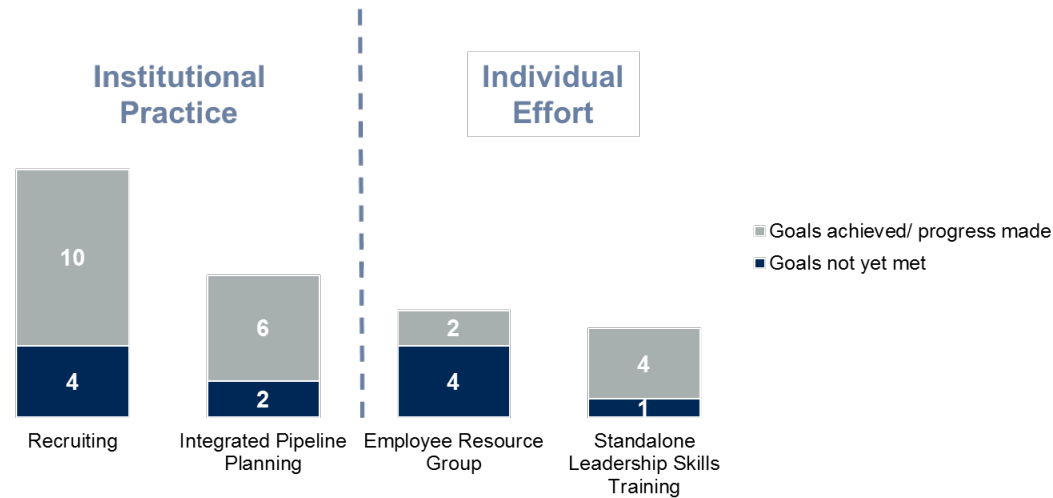 Institutional
Practice
Individual
Effort
10
4
6
2
2
4
4
1
Goals achieved/ progress made
Goals not yet met
Recruiting
Integrated Pipeline
Planning
Employee Resource
Group
Standalone
Leadership Skills
Training